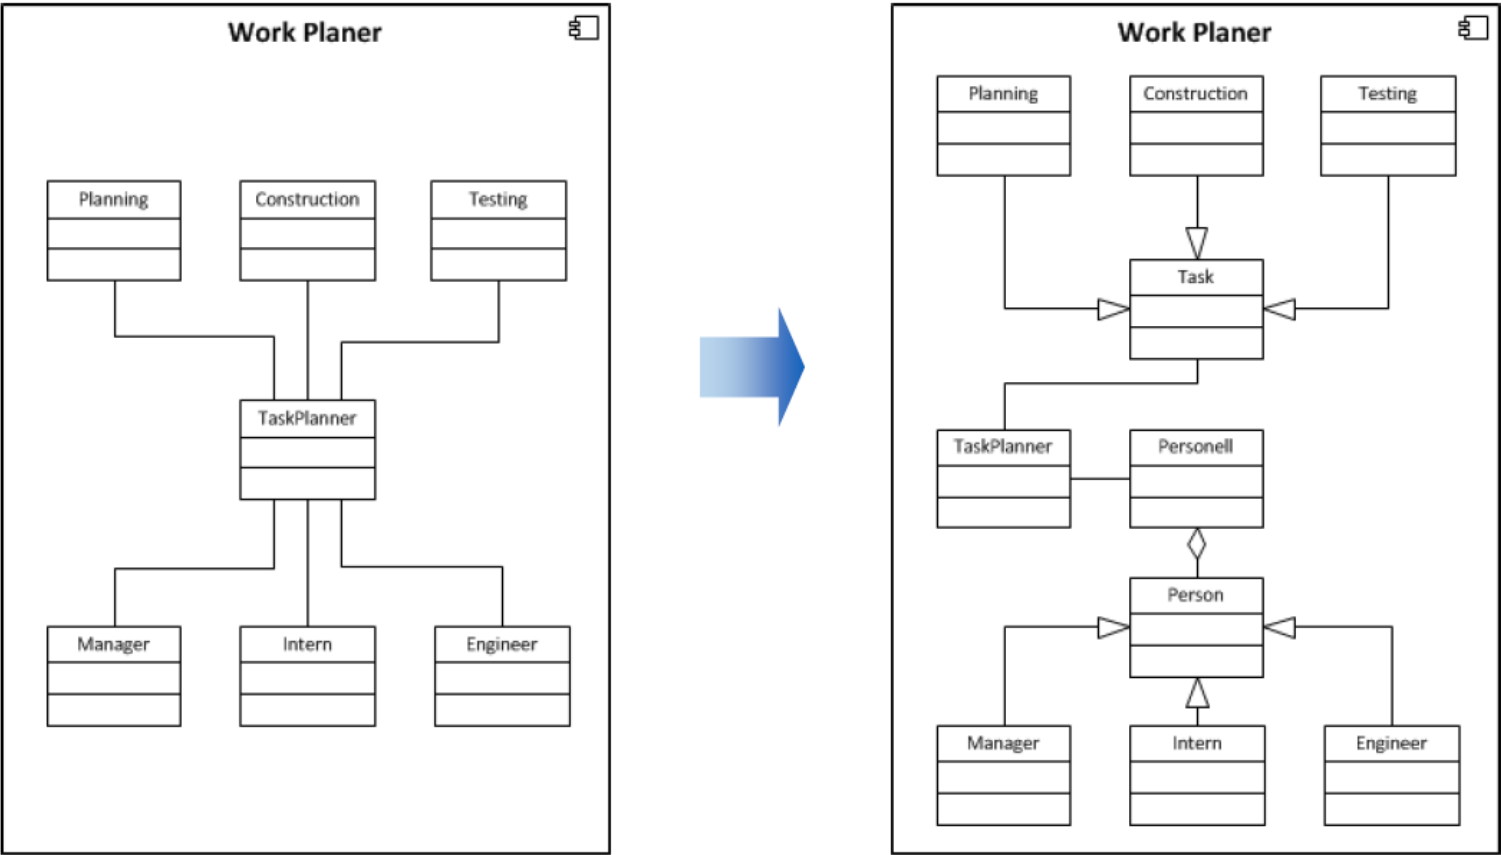 Work Planer
Planning
Construction
Testing
TaskPlanner
Manager
Intern
Engineer
Work Planer
Planning
Construction
Testing
Task
TaskPlanner
Personell
Person
Manager
Intern
Engineer